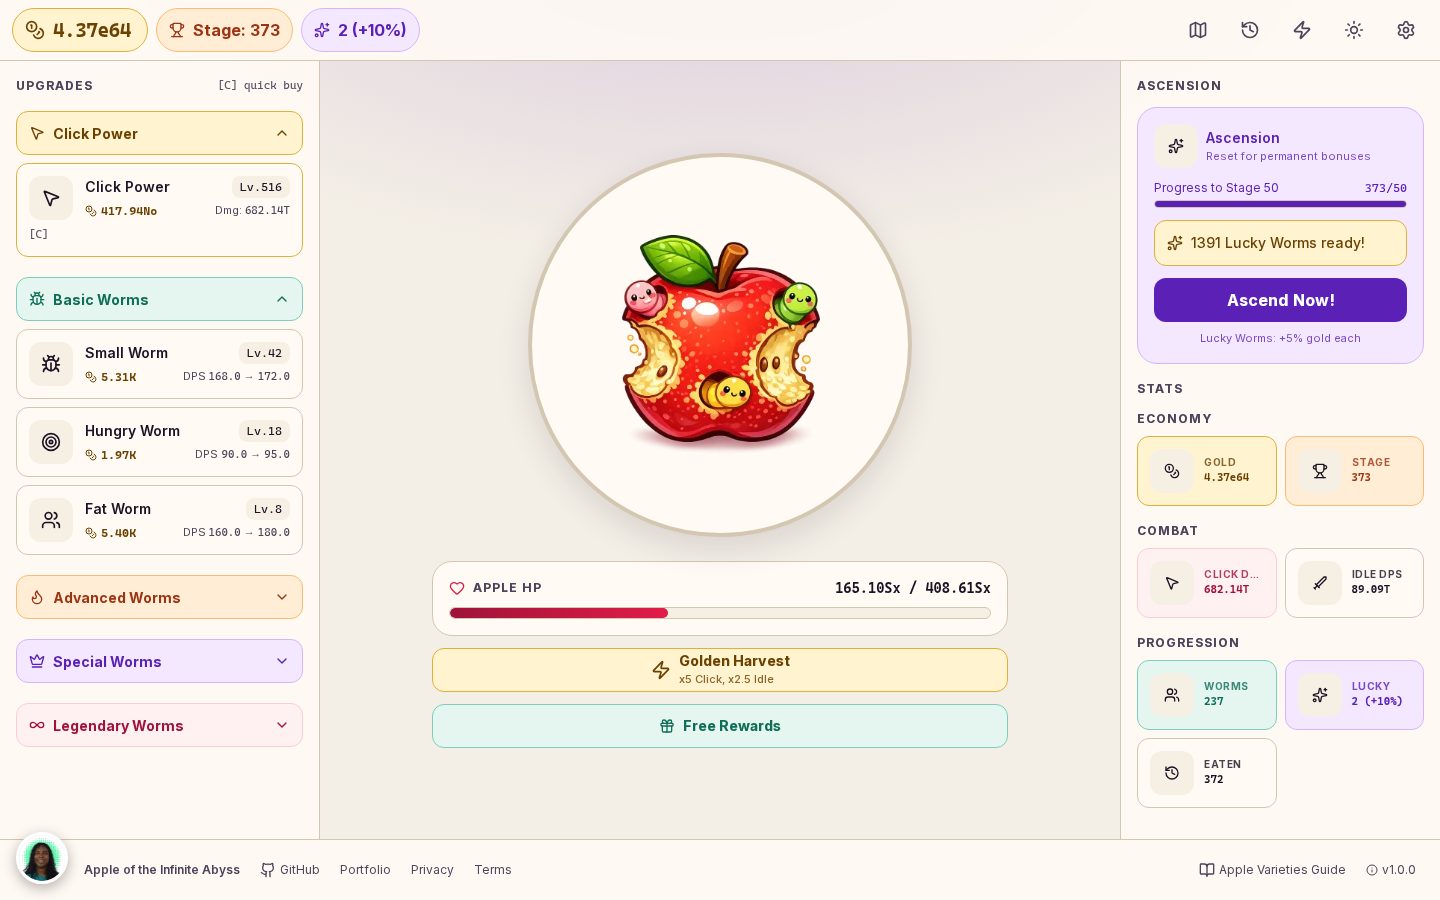 4.37e64
Stage: 373
2 (+10%)
UPGRADES
[C] quick buy
Click Power
Click Power
Lv.516
417.94No
Dmg: 682.14T
[C]
Basic Worms
Small Worm
Lv.42
5.31K
DPS 168.0 → 172.0
Hungry Worm
Lv.18
1.97K
DPS 90.0 → 95.0
Fat Worm
Lv.8
5.40K
DPS 160.0 → 180.0
Advanced Worms
Special Worms
Legendary Worms
APPLE HP
165.10Sx / 408.61Sx
Golden Harvest
x5 Click, x2.5 Idle
Free Rewards
ASCENSION
Ascension
Reset for permanent bonuses
Progress to Stage 50
373/50
1391 Lucky Worms ready!
Ascend Now!
Lucky Worms: +5% gold each
STATS
ECONOMY
GOLD
4.37e64
STAGE
373
COMBAT
CLICK D...
682.14T
IDLE DPS
89.09T
PROGRESSION
WORMS
237
LUCKY
2 (+10%)
EATEN
372
Apple of the Infinite Abyss
GitHub
Portfolio
Privacy
Terms
Apple Varieties Guide
v1.0.0